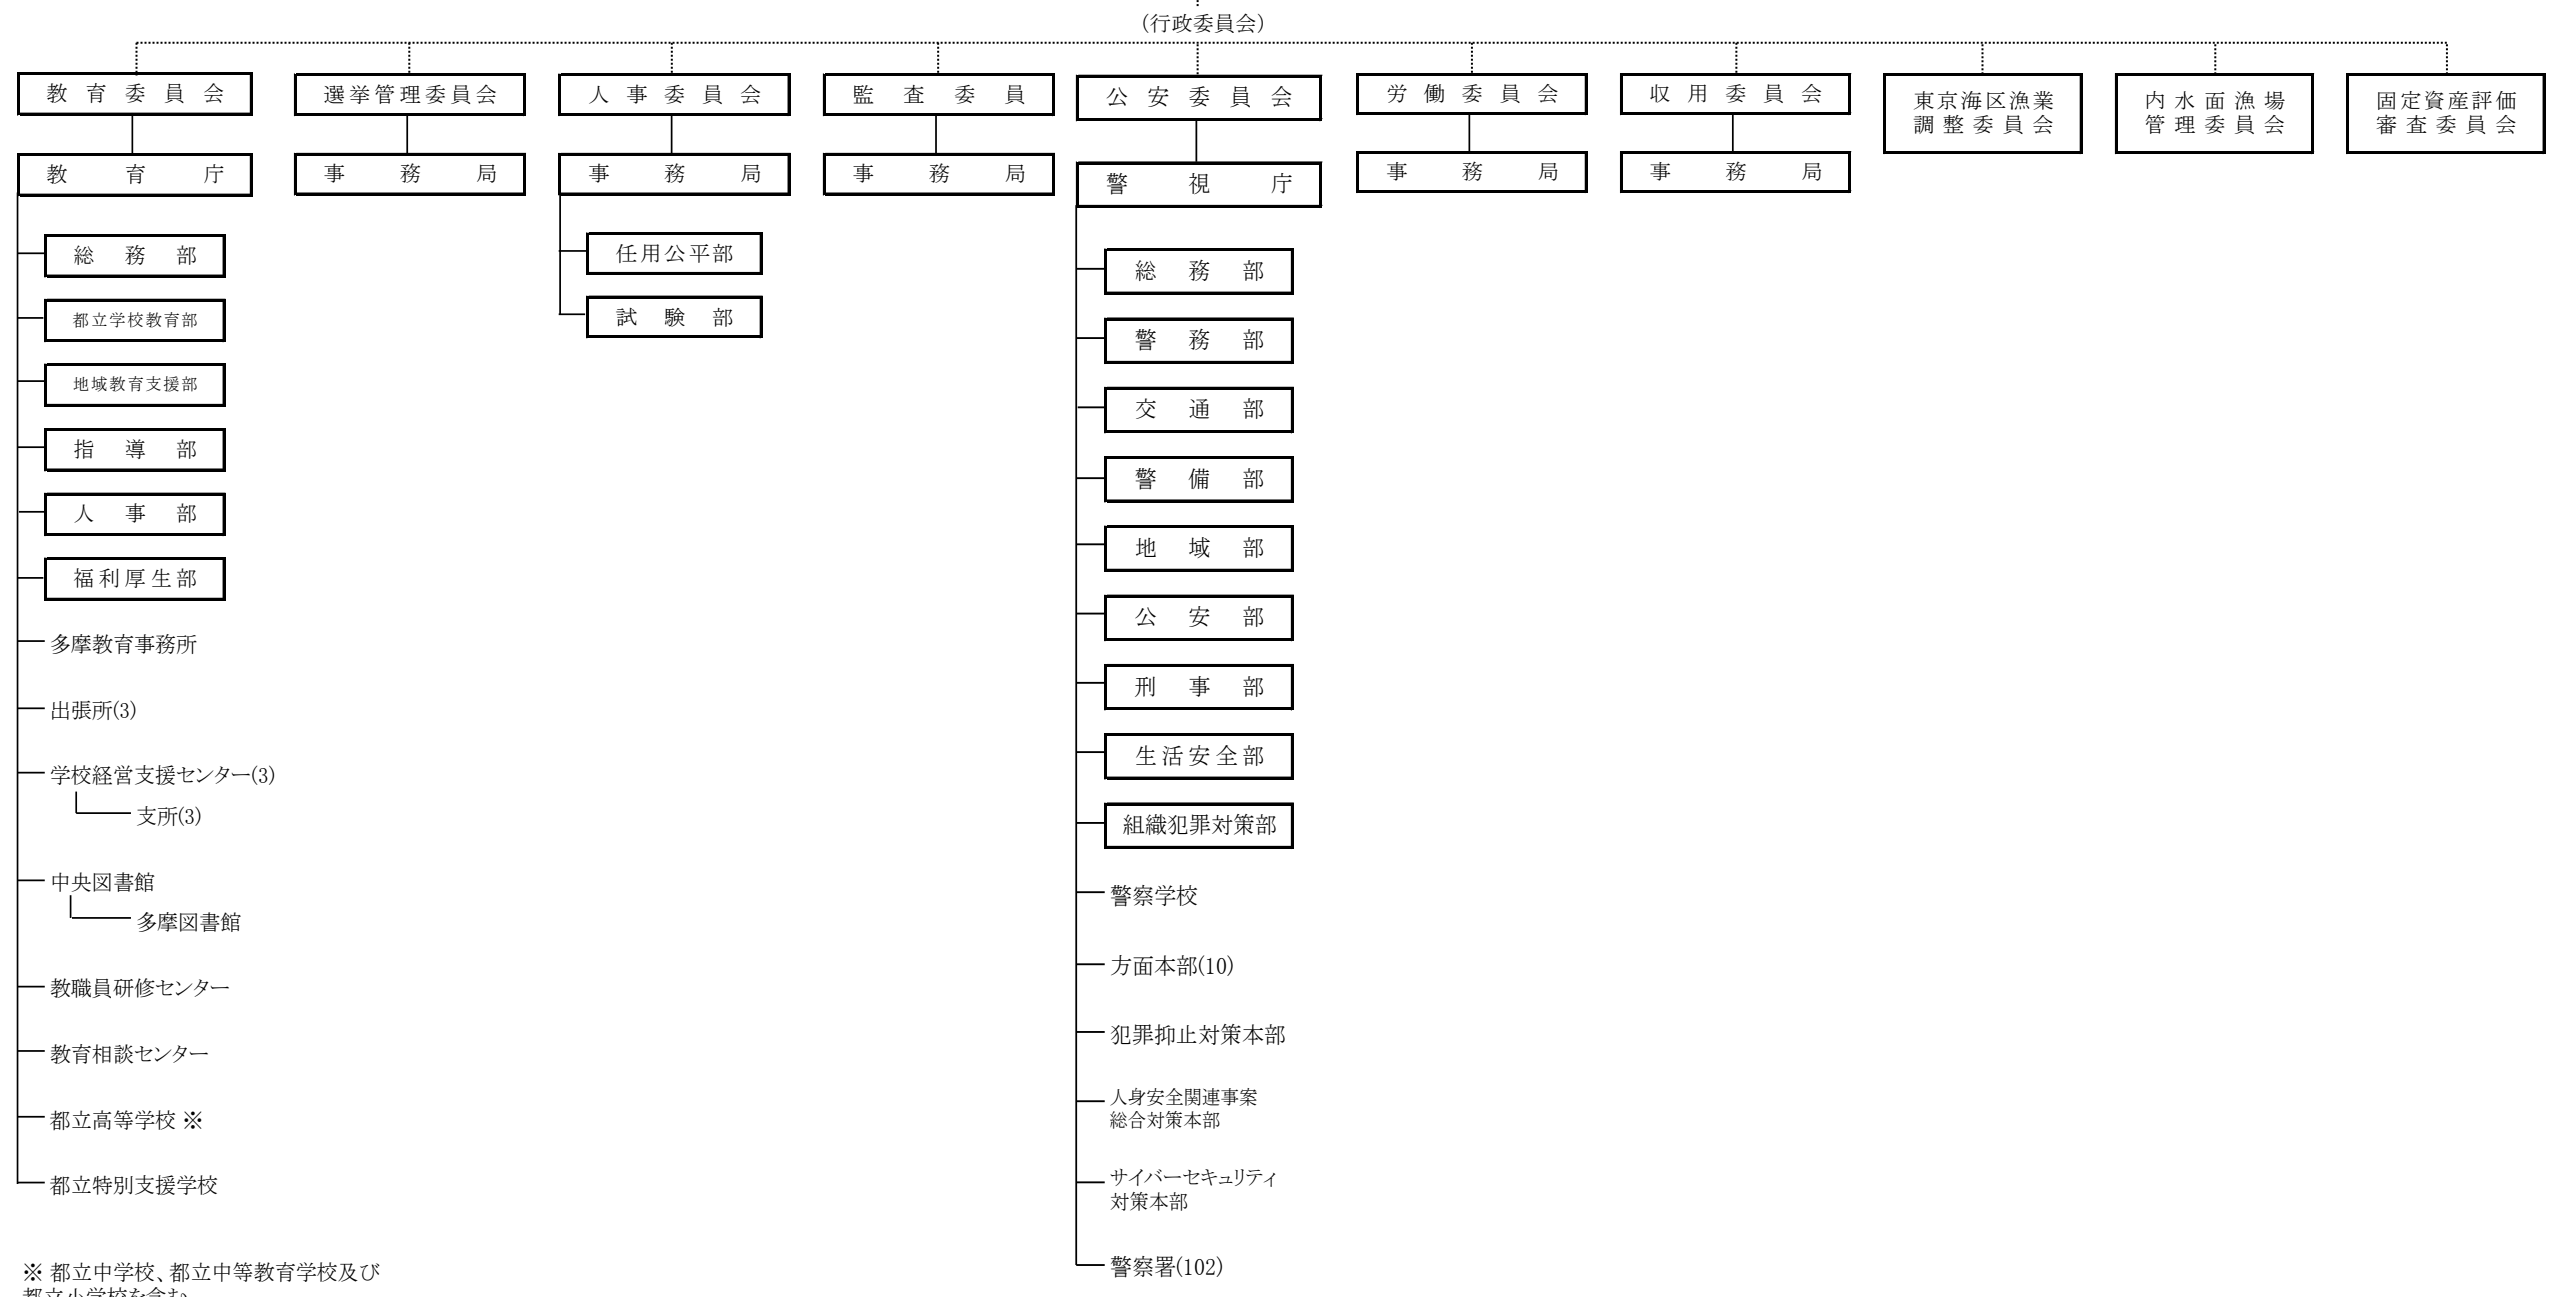 (行政委員会)
教育委員会
選挙管理委員会
人事委員会
監査委員
公安委員会
労働委員会
収用委員会
東京海区漁業
調整委員会
内水面漁場
管理委員会
固定資産評価
審査委員会
教育庁
事務局
事務局
事務局
警視庁
事務局
事務局
総務部
都立学校教育部
地域教育支援部
指導部
人事部
福利厚生部
多摩教育事務所
出張所(3)
学校経営支援センター(3)
支所(3)
中央図書館
多摩図書館
教職員研修センター
教育相談センター
都立高等学校 ※
都立特別支援学校
※ 都立中学校、都立中等教育学校及び
都立小学校を含む
任用公平部
試験部
総務部
警務部
交通部
警備部
地域部
公安部
刑事部
生活安全部
組織犯罪対策部
警察学校
方面本部(10)
犯罪抑止対策本部
人身安全関連事案
総合対策本部
サイバーセキュリティ
対策本部
警察署(102)